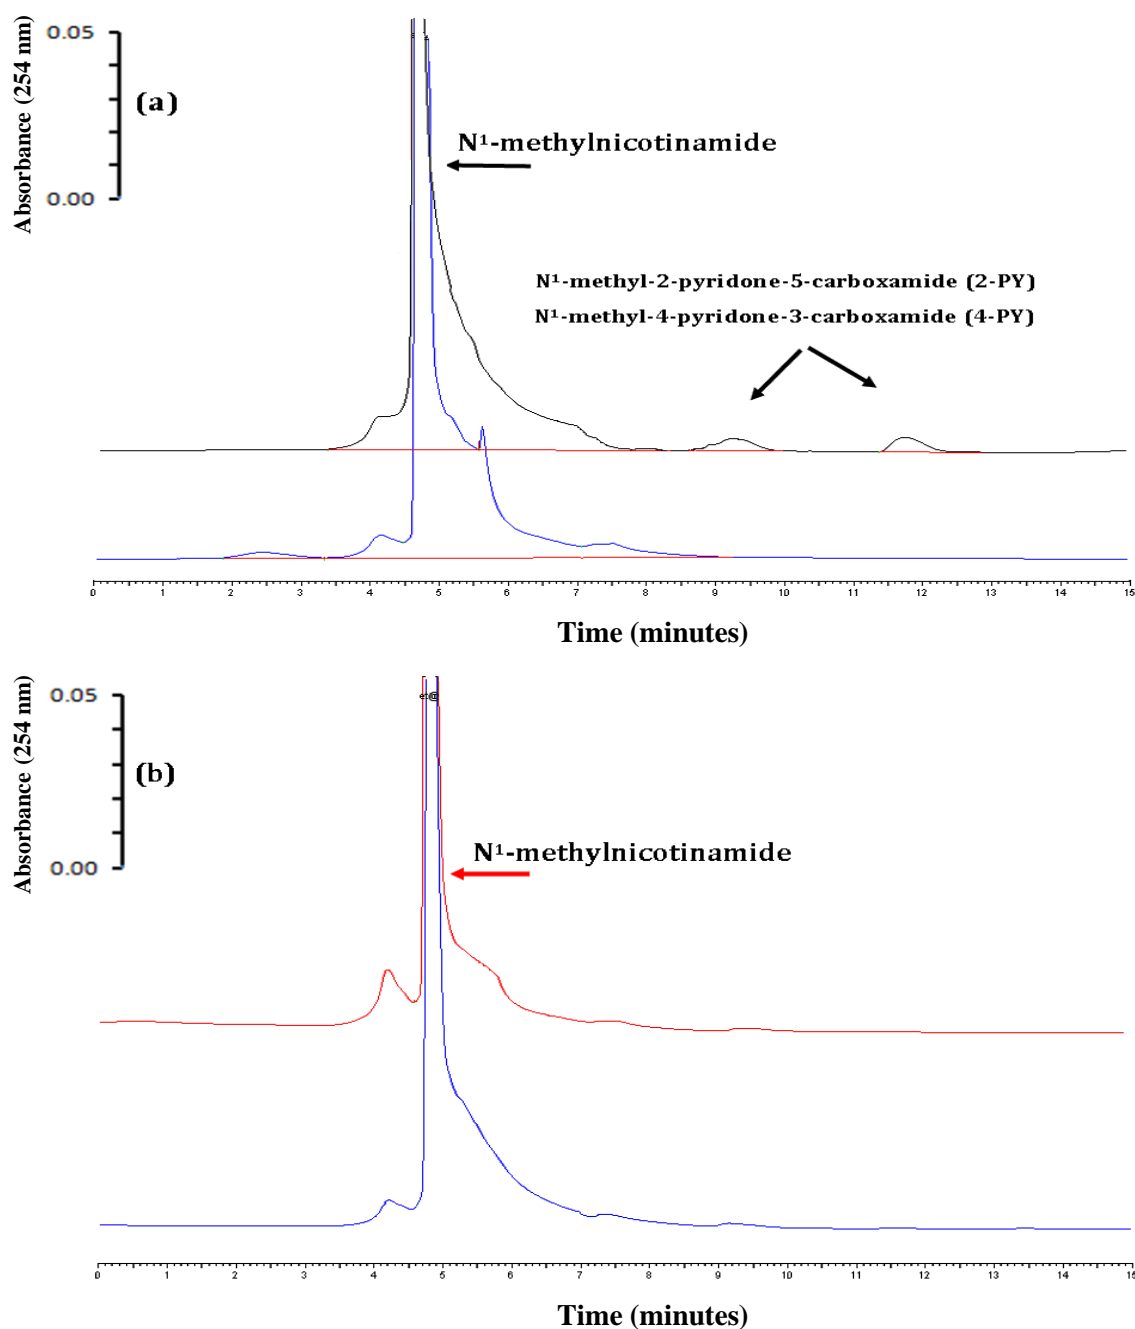 0.05
(a)
Absorbance (254 nm)
N¹-methylnicotinamide
0.00
N¹-methyl-2-pyridone-5-carboxamide (2-PY)
N¹-methyl-4-pyridone-3-carboxamide (4-PY)
0 1 2 3 4 5 6 7 8 9 10 11 12 13 14 15
Time (minutes)
0.05
(b)
Absorbance (254 nm)
N¹-methylnicotinamide
0.00
0 1 2 3 4 5 6 7 8 9 10 11 12 13 14 15
Time (minutes)